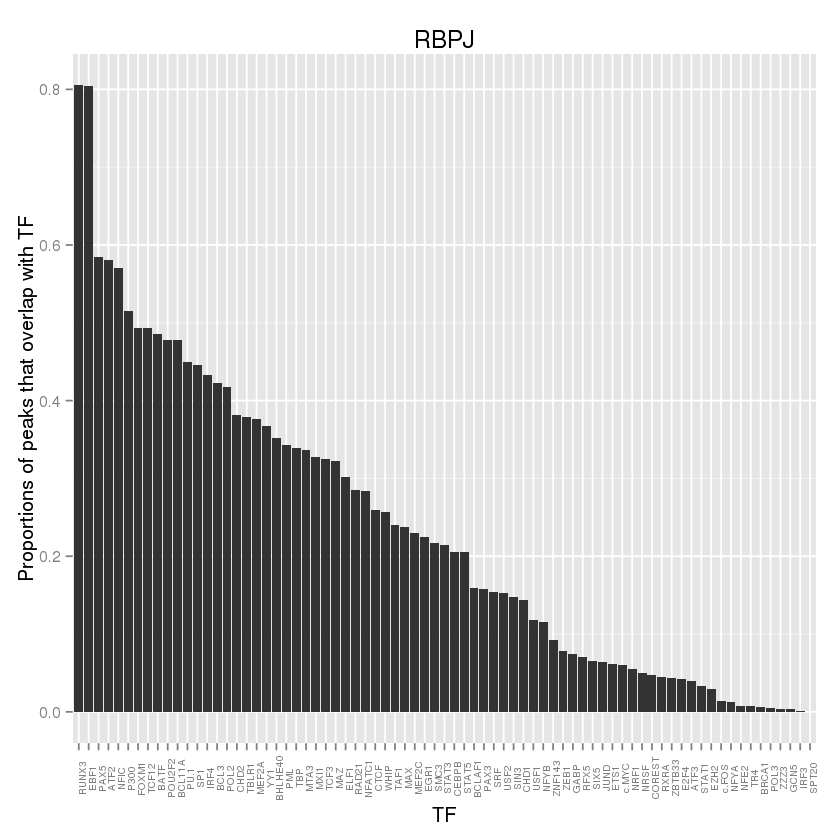 RBPJ
Proportions of peaks that overlap with TF
0.8
0.6
0.4
0.2
0.0
RUNX3
EBF1
PAX5
ATF2
NFIC
P300
FOXM1
TCF12
BATF
POU2F2
BCL11A
PU.1
SP1
IRF4
BCL3
POL2
CHD2
TBLR1
MEF2A
YY1
BHLHE40
PML
TBP
MTA3
MXI1
TCF3
MAZ
ELF1
RAD21
NFATC1
CTCF
WHIP
TAF1
MAX
MEF2C
EGR1
SMC3
STAT3
CEBPB
STAT5
BCLAF1
PAX3
SRF
USF2
SIN3
CHD1
USF1
NFYB
ZNF143
ZEB1
GABP
RFX5
SIX5
JUND
ETS1
c.MYC
NRF1
NRSF
COREST
RXRA
ZBTB33
E2F4
ATF3
STAT1
EZH2
c.FOS
NFYA
NFE2
TR4
BRCA1
POL3
ZZZ3
GCN5
IRF3
SPT20
TF